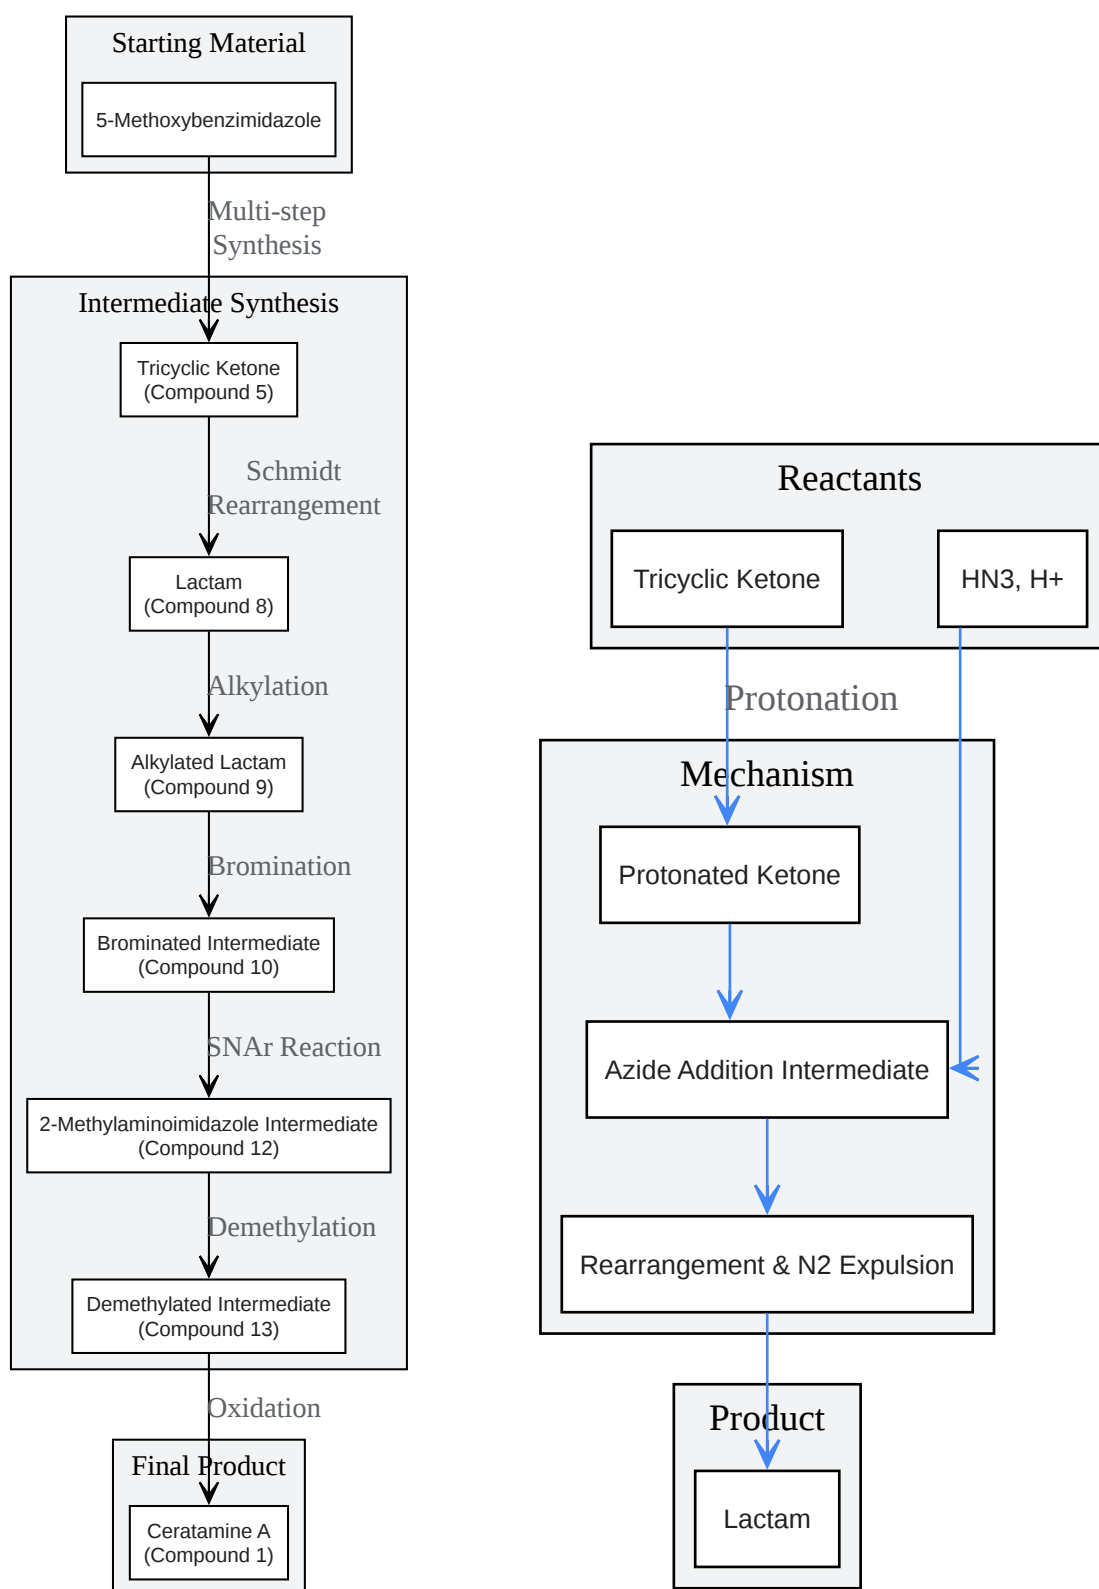 Starting Material
5-Methoxybenzimidazole
Multi-step
Synthesis
Intermediate Synthesis
Tricyclic Ketone
(Compound 5)
Schmidt
Rearrangement
Lactam
(Compound 8)
Alkylation
Alkylated Lactam
(Compound 9)
Bromination
Brominated Intermediate
(Compound 10)
SNAr Reaction
2-Methylaminoimidazole Intermediate
(Compound 12)
Demethylation
Demethylated Intermediate
(Compound 13)
Oxidation
Final Product
Ceratamine A
(Compound 1)
Reactants
Tricyclic Ketone
HN3, H+
Protonation
Mechanism
Protonated Ketone
Azide Addition Intermediate
Rearrangement & N2 Expulsion
Product
Lactam